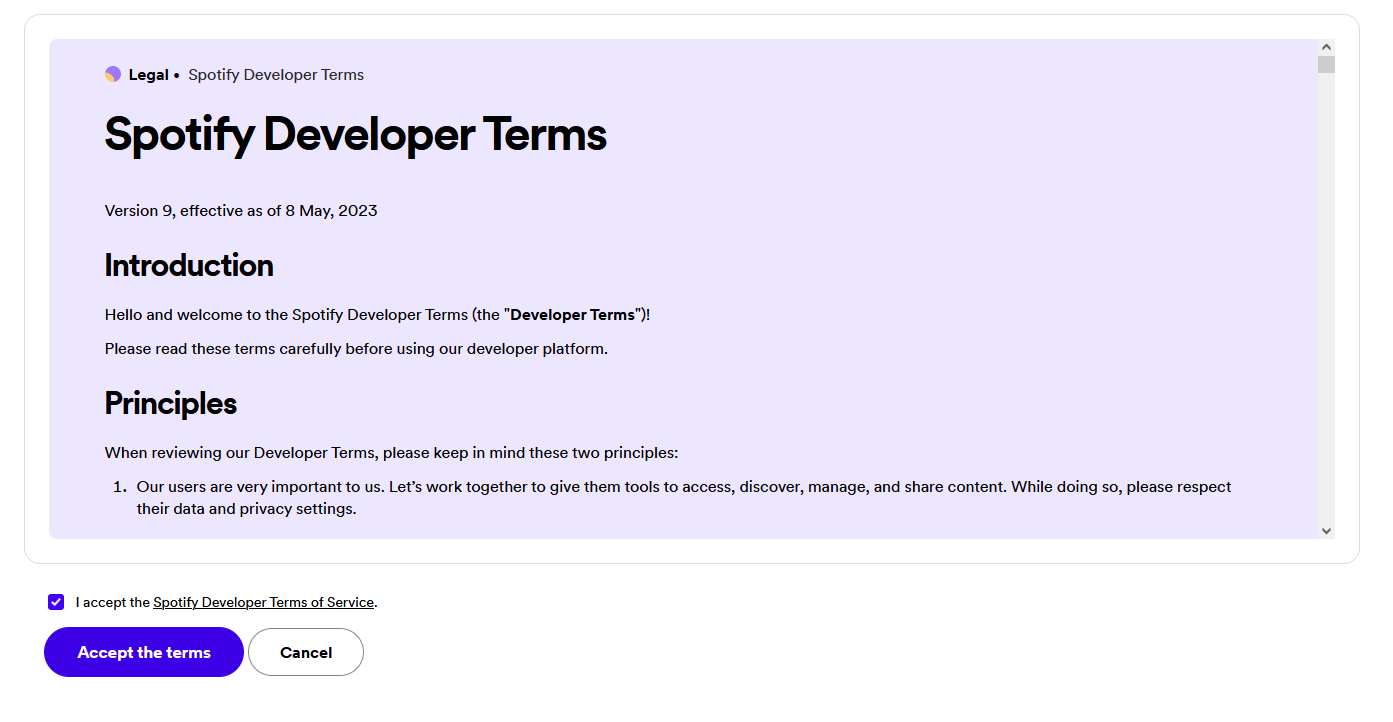 Legal • Spotify Developer Terms
Spotify Developer Terms
Version 9, effective as of 8 May, 2023
Introduction
Hello and welcome to the Spotify Developer Terms (the "Developer Terms")!
Please read these terms carefully before using our developer platform.
Principles
When reviewing our Developer Terms, please keep in mind these two principles:
1. Our users are very important to us. Let’s work together to give them tools to access, discover, manage, and share content. While doing so, please respect
their data and privacy settings.
I accept the Spotify Developer Terms of Service.
Accept the terms Cancel